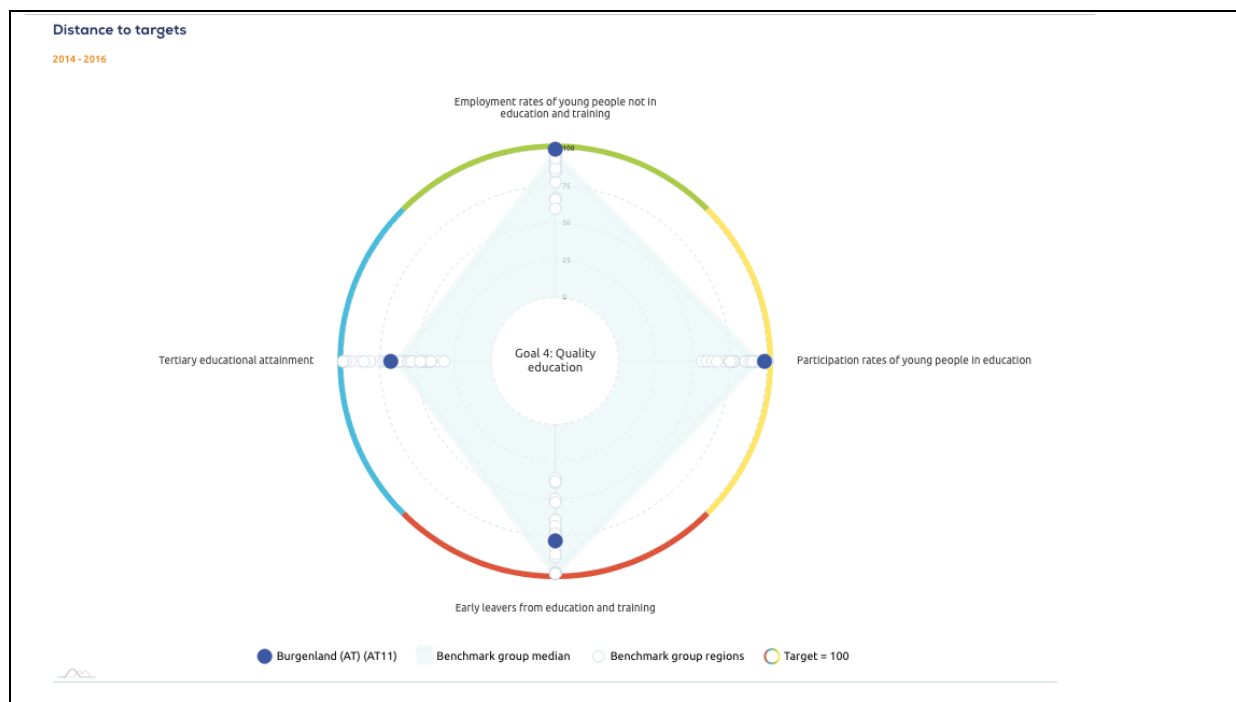 Distance to targets
2014 - 2016
Employment rates of young people not in
education and training
100
75
50
25
0
Goal 4: Quality
education
Tertiary educational attainment
Participation rates of young people in education
Early leavers from education and training
Burgenland (AT) (AT11)
Benchmark group median
Benchmark group regions
Target = 100